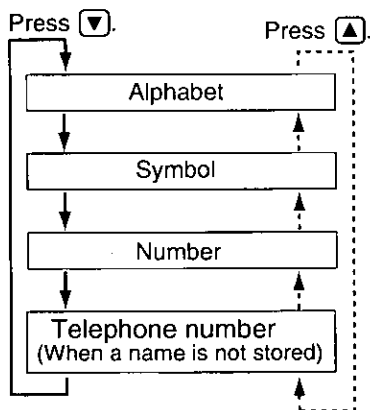 Press ▼.
Press ▲.
Alphabet
Symbol
Number
Telephone number
(When a name is not stored)